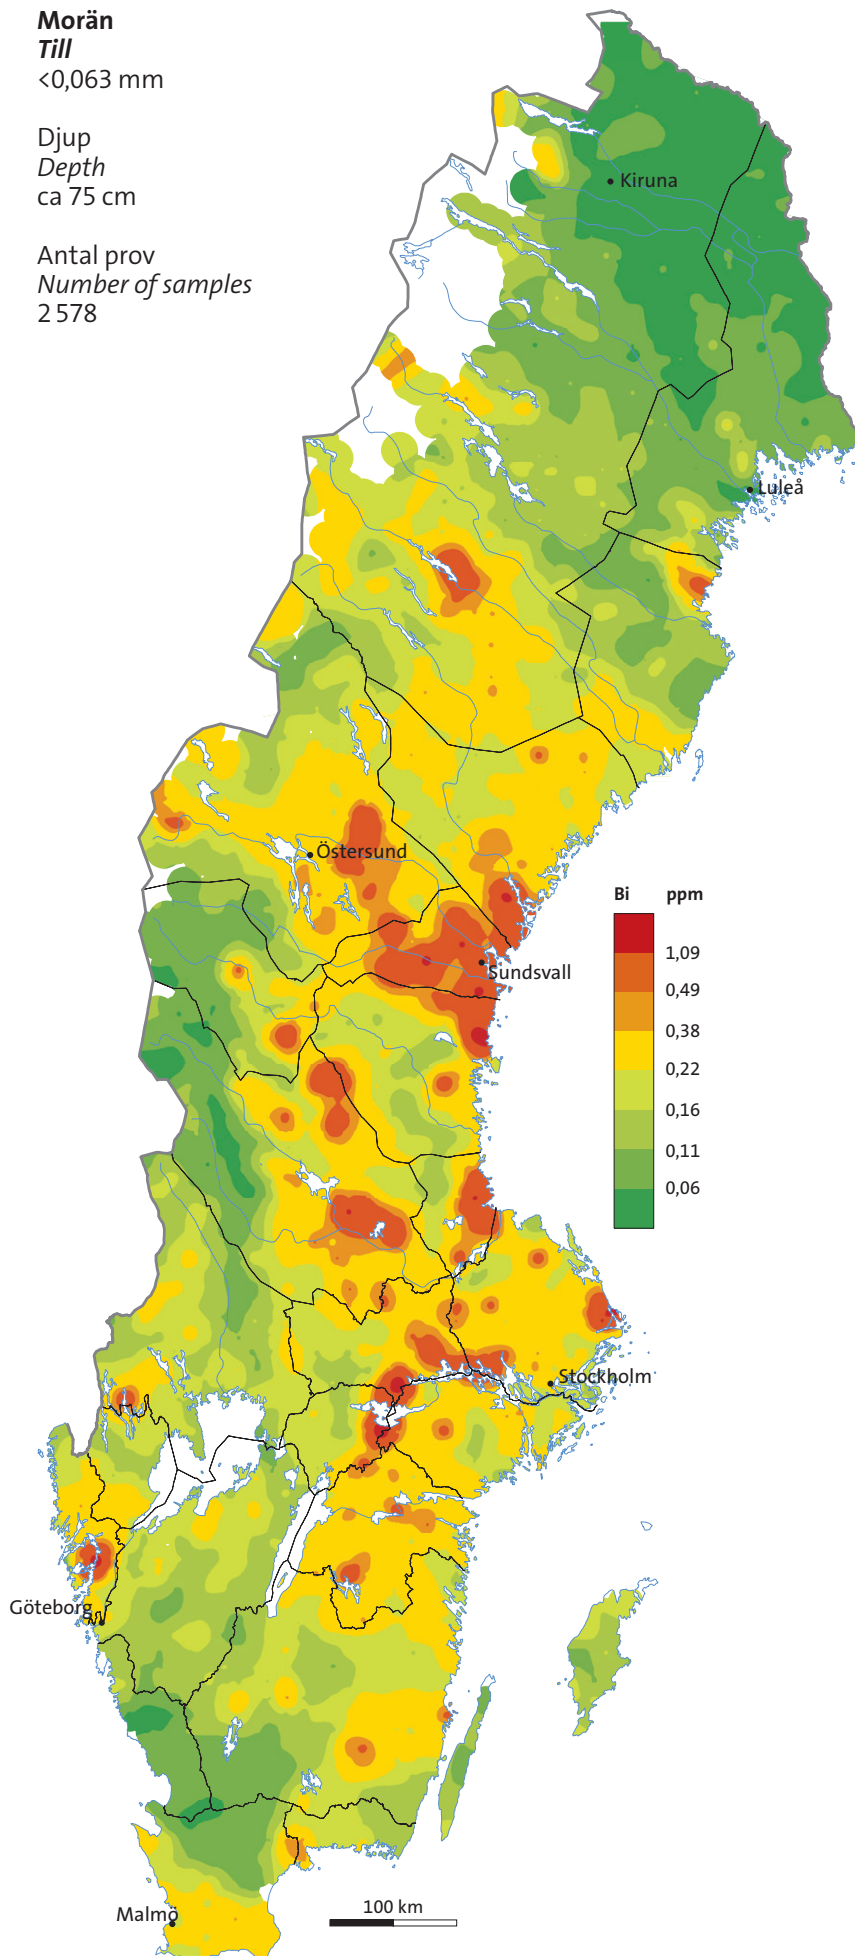 Morän
Till
<0,063 mm
Djup
Depth
ca 75 cm
Antal prov
Number of samples
2 578
Kiruna
Luleå
Östersund
Bi ppm
1,09
0,49
0,38
0,22
0,16
0,11
0,06
Sundsvall
Stockholm
Göteborg
100 km
Malmö